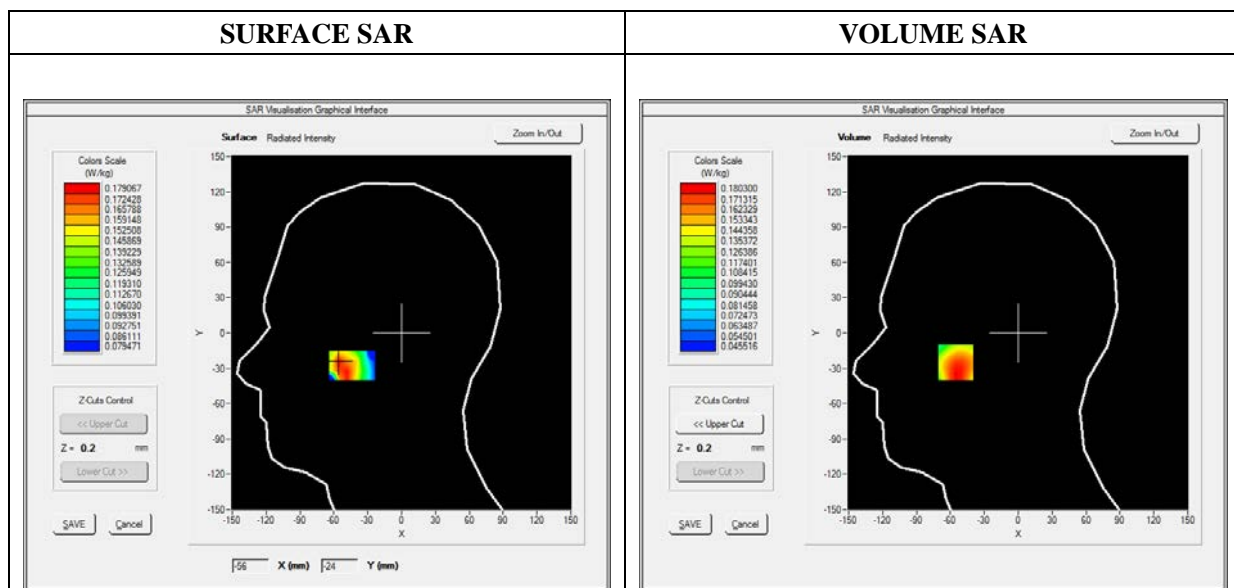 SURFACE SAR
VOLUME SAR
SAR Visualisation Graphical Interface
Surface Radiated Intensity
Zoom In/Out
Colors Scale
(W/kg)
0.179067
0.172428
0.165788
0.159148
0.152508
0.145869
0.139229
0.132589
0.125949
0.119310
0.112670
0.106030
0.099391
0.092751
0.086111
0.079471
Z-Cuts Control
<< Upper Cut
Z = 0.2 mm
Lower Cut >>
SAVE Cancel
150
120
90
60
30
0
-30
-60
-90
-120
-150
Y
-150 -120 -90 -60 -30 0 30 60 90 120 150
X
-56 X (mm) -24 Y (mm)
SAR Visualisation Graphical Interface
Volume Radiated Intensity
Zoom In/Out
Colors Scale
(W/kg)
0.180300
0.171315
0.162329
0.153343
0.144358
0.135372
0.126386
0.117401
0.108415
0.099430
0.090444
0.081458
0.072473
0.063487
0.054501
0.045516
Z-Cuts Control
<< Upper Cut
Z = 0.2 mm
Lower Cut >>
SAVE Cancel
150
120
90
60
30
0
-30
-60
-90
-120
-150
Y
-150 -120 -90 -60 -30 0 30 60 90 120 150
X